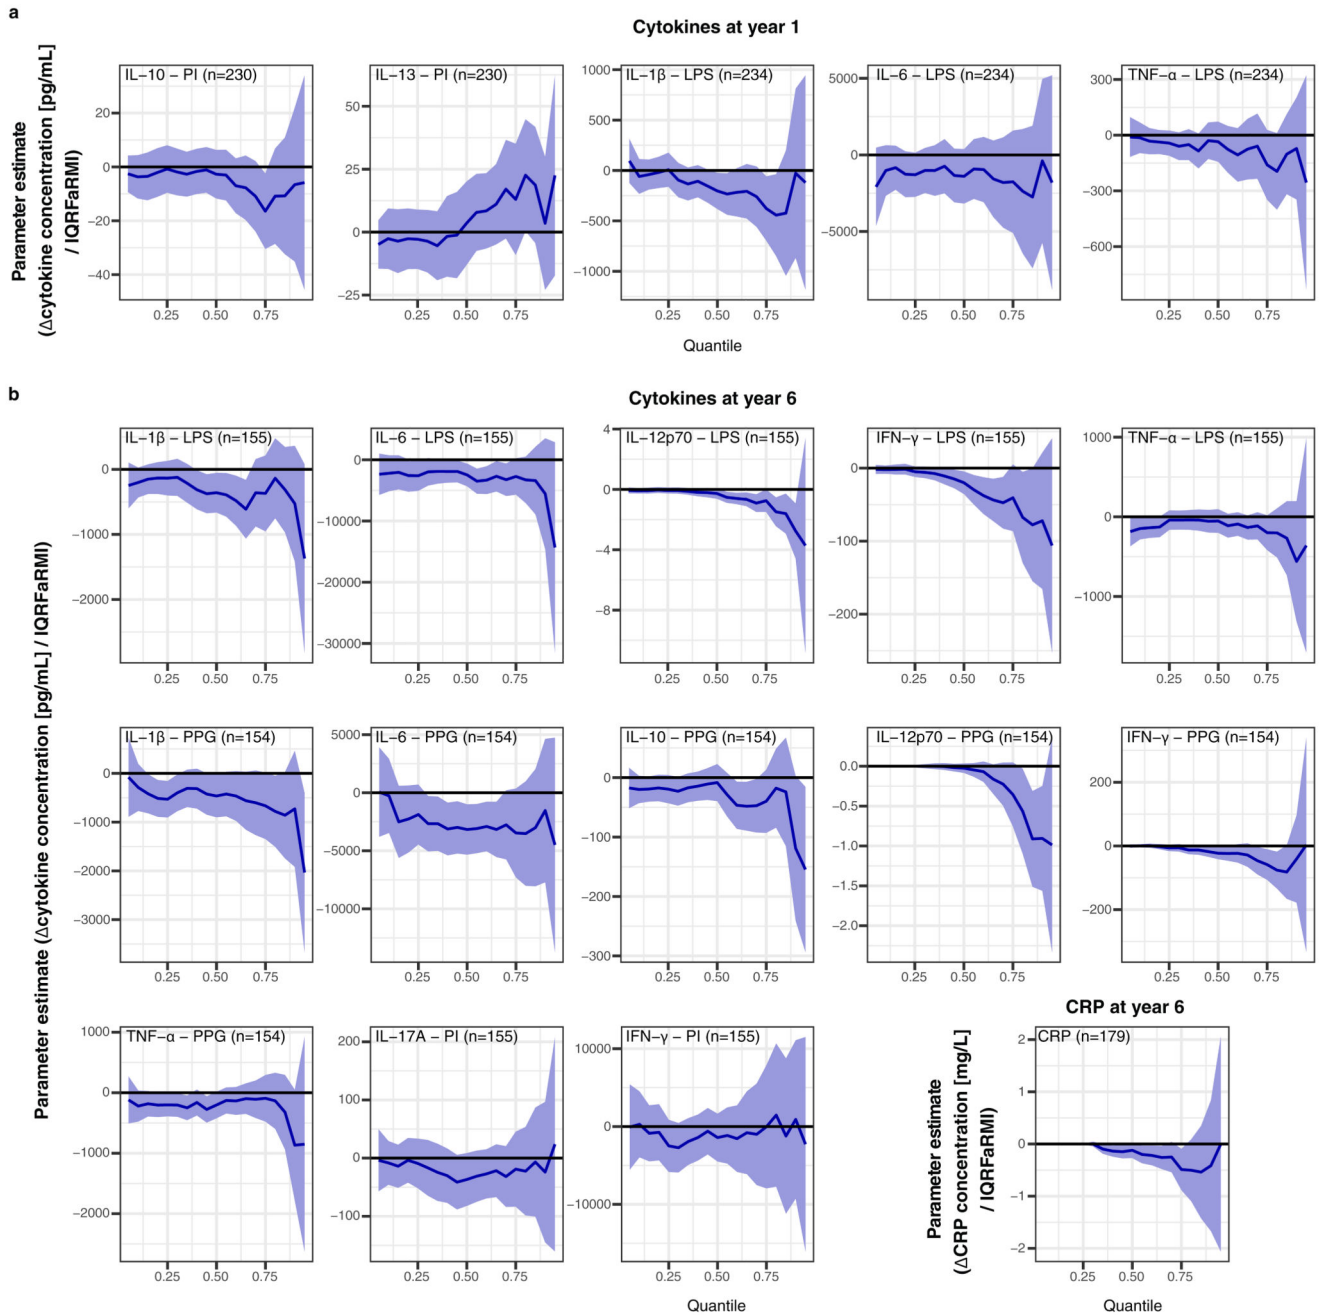 a
Cytokines at year 1
Parameter estimate
(Δcytokine concentration [pg/mL]
/ IQRFaRMI)
IL−10 − PI (n=230)
20
0
−20
−40
0.25 0.50 0.75
IL−13 − PI (n=230)
50
25
0
−25
0.25 0.50 0.75
IL−1β − LPS (n=234)
1000
500
0
−500
−1000
0.25 0.50 0.75
IL−6 − LPS (n=234)
5000
0
−5000
0.25 0.50 0.75
TNF−α − LPS (n=234)
300
0
−300
−600
0.25 0.50 0.75
Quantile
b
Cytokines at year 6
Parameter estimate (Δcytokine concentration [pg/mL] / IQRFaRMI)
IL−1β − LPS (n=155)
0
−1000
−2000
0.25 0.50 0.75
IL−6 − LPS (n=155)
0
−10000
−20000
−30000
0.25 0.50 0.75
IL−12p70 − LPS (n=155)
4
0
−4
−8
0.25 0.50 0.75
IFN−γ − LPS (n=155)
0
−100
−200
0.25 0.50 0.75
TNF−α − LPS (n=155)
1000
0
−1000
0.25 0.50 0.75
IL−1β − PPG (n=154)
0
−1000
−2000
−3000
0.25 0.50 0.75
IL−6 − PPG (n=154)
5000
0
−5000
−10000
0.25 0.50 0.75
IL−10 − PPG (n=154)
0
−100
−200
−300
0.25 0.50 0.75
IL−12p70 − PPG (n=154)
0.0
−0.5
−1.0
−1.5
−2.0
0.25 0.50 0.75
IFN−γ − PPG (n=154)
200
0
−200
0.25 0.50 0.75
TNF−α − PPG (n=154)
1000
0
−1000
−2000
0.25 0.50 0.75
IL−17A − PI (n=155)
200
100
0
−100
0.25 0.50 0.75
IFN−γ − PI (n=155)
10000
0
−10000
0.25 0.50 0.75
Quantile
CRP at year 6
Parameter estimate
(ΔCRP concentration [mg/L]
/ IQRFaRMI)
CRP (n=179)
2
1
0
−1
−2
0.25 0.50 0.75
Quantile